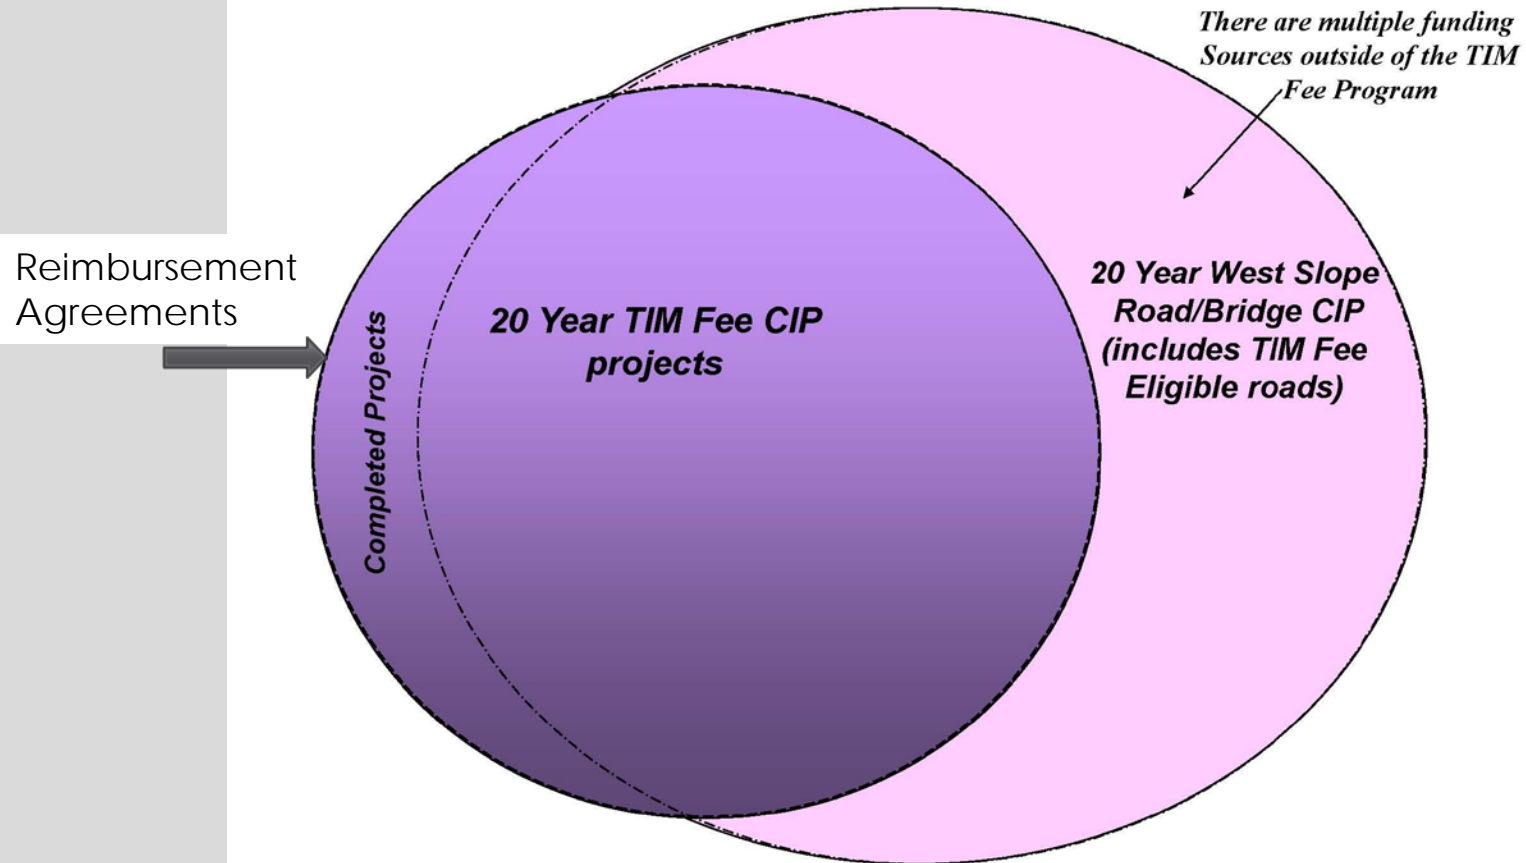 There are multiple funding
Sources outside of the TIM
Fee Program
Reimbursement
Agreements
Completed Projects
20 Year TIM Fee CIP
projects
20 Year West Slope
Road/Bridge CIP
(includes TIM Fee
Eligible roads)